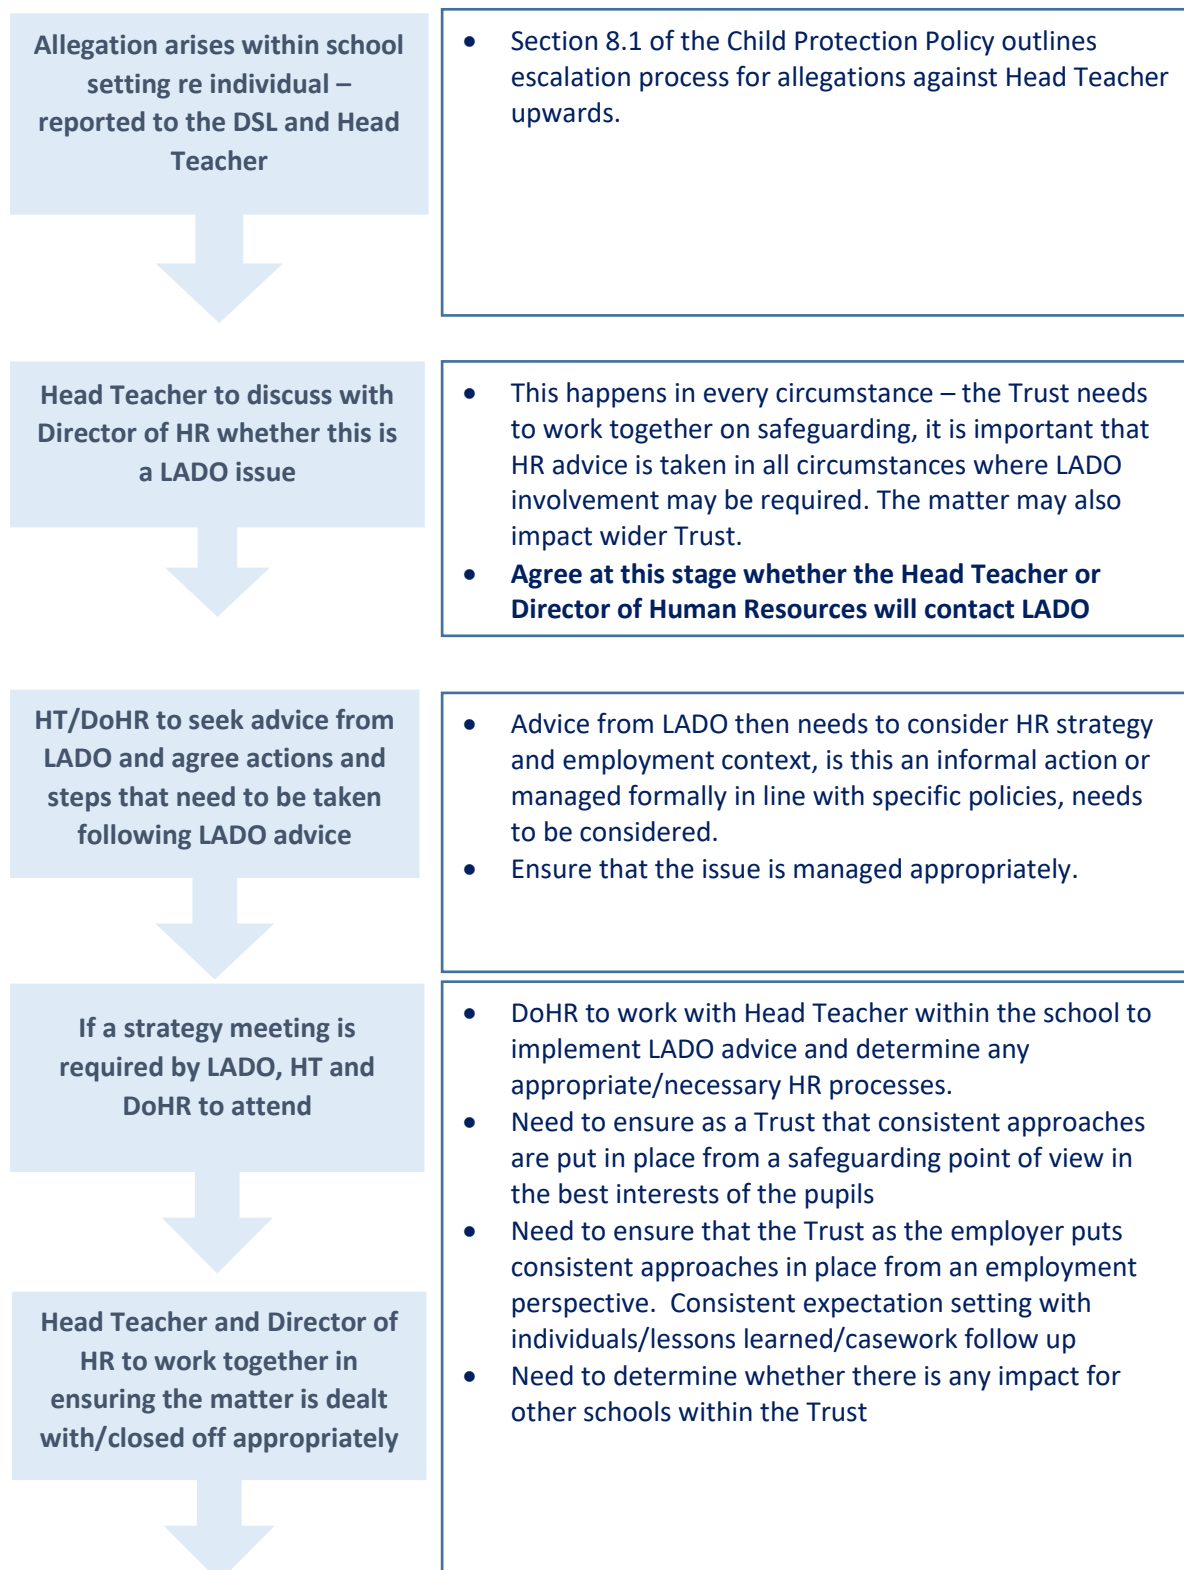 Allegation arises within school
setting re individual –
reported to the DSL and Head
Teacher
• Section 8.1 of the Child Protection Policy outlines
escalation process for allegations against Head Teacher
upwards.
Head Teacher to discuss with
Director of HR whether this is
a LADO issue
• This happens in every circumstance – the Trust needs
to work together on safeguarding, it is important that
HR advice is taken in all circumstances where LADO
involvement may be required. The matter may also
impact wider Trust.
• Agree at this stage whether the Head Teacher or
Director of Human Resources will contact LADO
HT/DoHR to seek advice from
LADO and agree actions and
steps that need to be taken
following LADO advice
• Advice from LADO then needs to consider HR strategy
and employment context, is this an informal action or
managed formally in line with specific policies, needs
to be considered.
• Ensure that the issue is managed appropriately.
If a strategy meeting is
required by LADO, HT and
DoHR to attend
• DoHR to work with Head Teacher within the school to
implement LADO advice and determine any
appropriate/necessary HR processes.
• Need to ensure as a Trust that consistent approaches
are put in place from a safeguarding point of view in
the best interests of the pupils
• Need to ensure that the Trust as the employer puts
consistent approaches in place from an employment
perspective.  Consistent expectation setting with
individuals/lessons learned/casework follow up
• Need to determine whether there is any impact for
other schools within the Trust
Head Teacher and Director of
HR to work together in
ensuring the matter is dealt
with/closed off appropriately